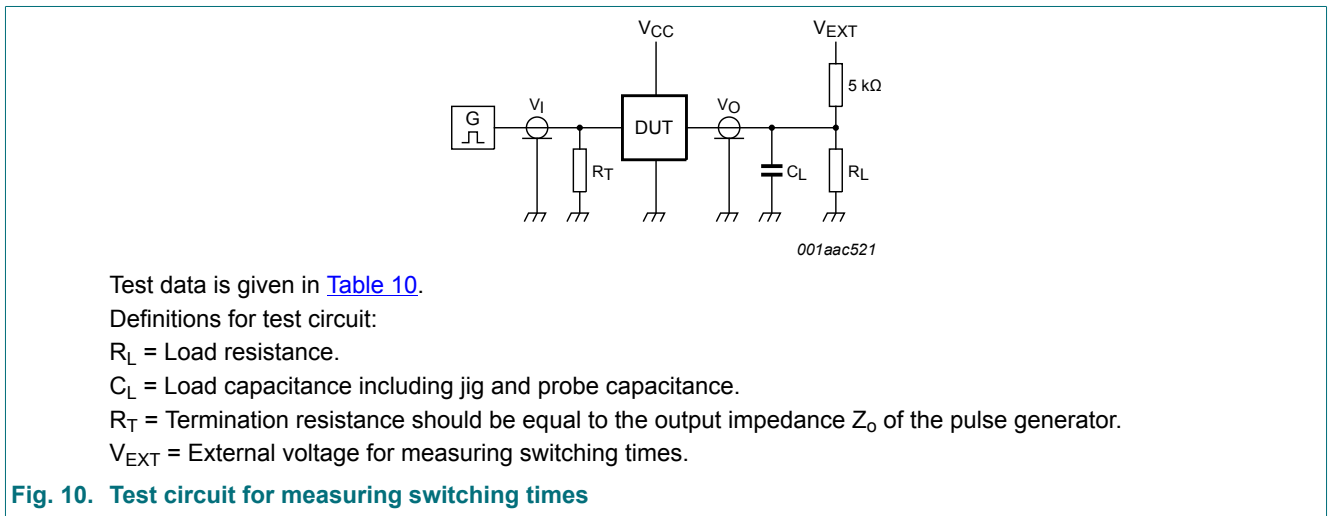 VCC
VEXT
5 kΩ
G
VI
DUT
VO
RT
CL
RL
001aac521
Test data is given in Table 10.
Definitions for test circuit:
RL = Load resistance.
CL = Load capacitance including jig and probe capacitance.
RT = Termination resistance should be equal to the output impedance Zo of the pulse generator.
VEXT = External voltage for measuring switching times.
Fig. 10. Test circuit for measuring switching times